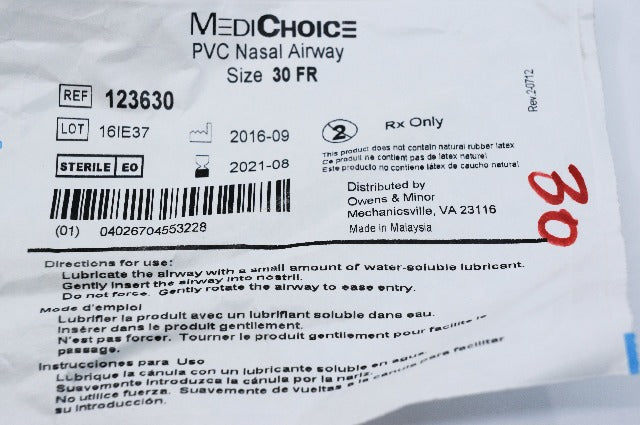 MEDICHOICE
PVC Nasal Airway
Size 30 FR
REF 123630
LOT 16IE37
2016-09
STERILE EO
2021-08
(01) 04026704553228
2
Rx Only
This product does not contain natural rubber latex
Ce produit ne contient pas de latex naturel
Este producto no contiene látex de caucho natural
Distributed by
Owens & Minor
Mechanicsville, VA 23116
Made in Malaysia
Rev.2-0712
30
Directions for use:
Lubricate the airway with a small amount of water-soluble lubricant.
Gently insert the airway into nostril.
Do not force. Gently rotate the airway to ease entry.
Mode d'emploi
Lubrifier la produit avec un lubrifiant soluble dans eau.
Insérer dans le produit gentilement.
N'est pas forcer. Tourner le produit gentilement pour facilite le
passage.
Instrucciones para Uso
Lubrique la cánula con un lubricante soluble en agua.
Suavemente introduzca la cánula por la nariz.
No utilice fuerza. Suavemente de vueltas a la cánula para facilitar
su introducción.